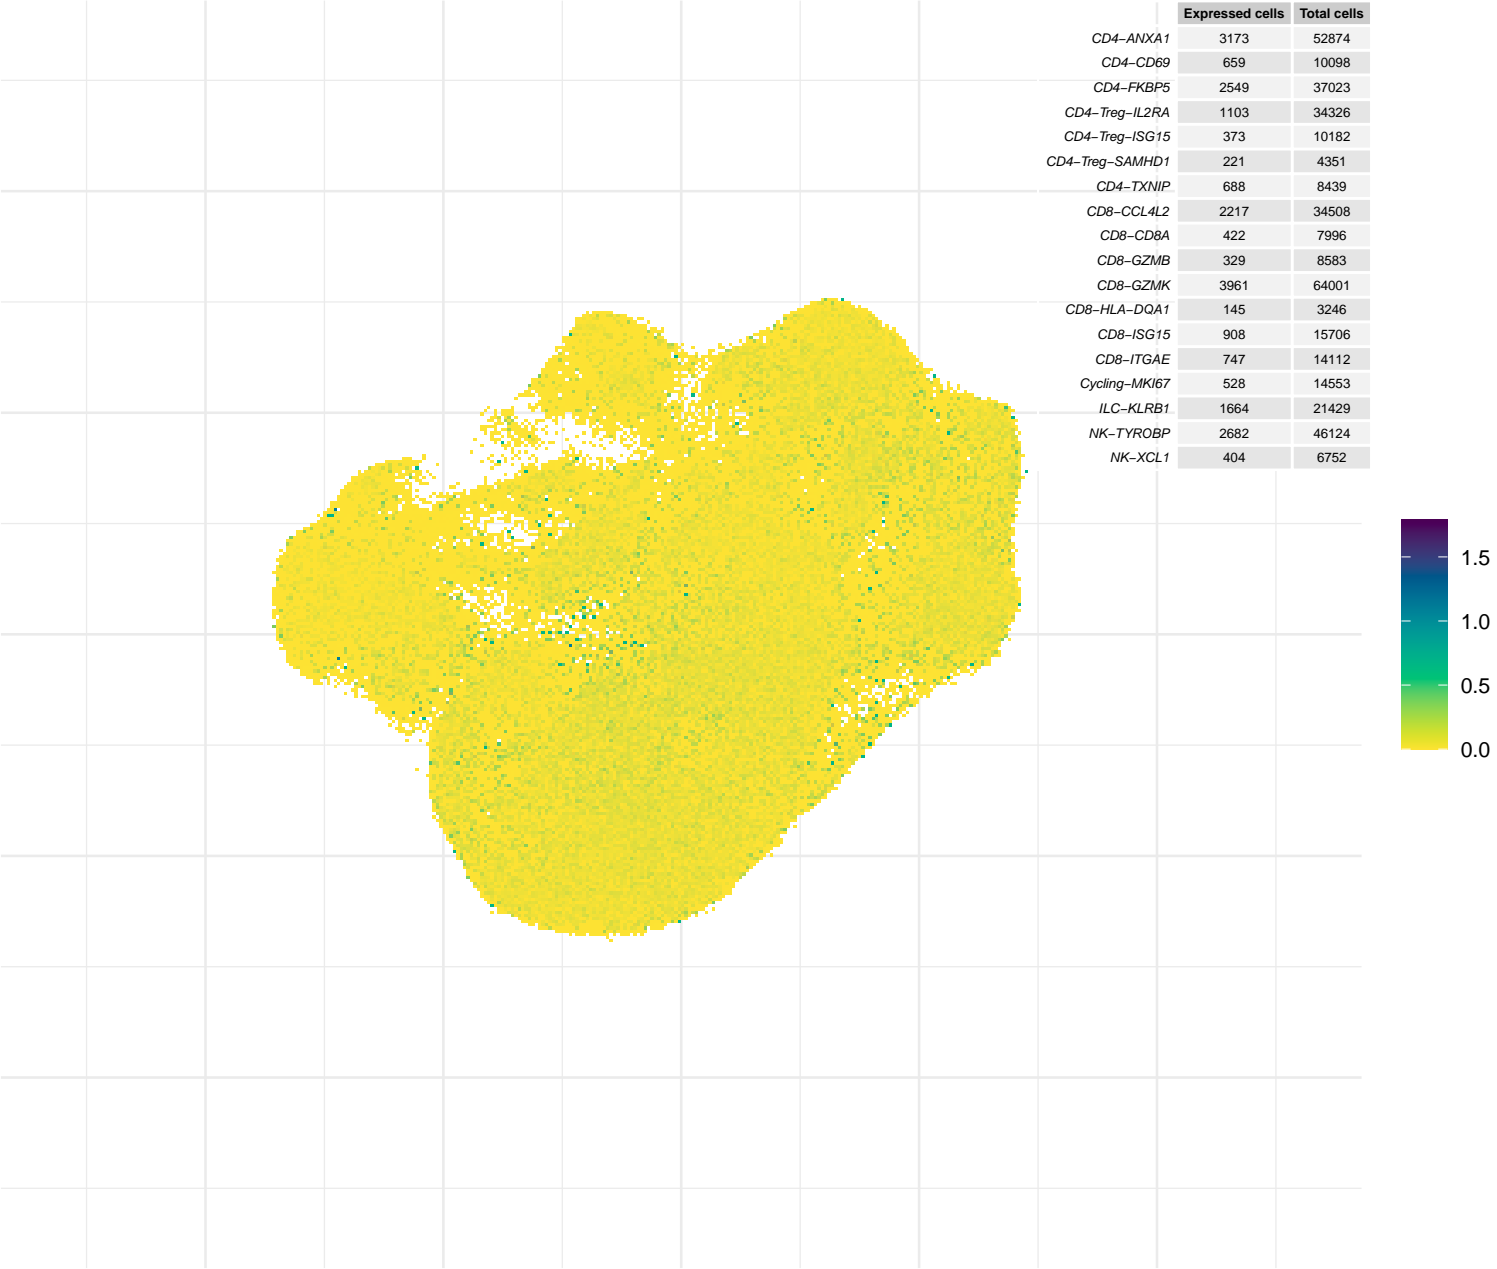 Expressed cells Total cells
CD4−ANXA1 3173 52874
CD4−CD69 659 10098
CD4−FKBP5 2549 37023
CD4−Treg−IL2RA 1103 34326
CD4−Treg−ISG15 373 10182
CD4−Treg−SAMHD1 221 4351
CD4−TXNIP 688 8439
CD8−CCL4L2 2217 34508
CD8−CD8A 422 7996
CD8−GZMB 329 8583
CD8−GZMK 3961 64001
CD8−HLA−DQA1 145 3246
CD8−ISG15 908 15706
CD8−ITGAE 747 14112
Cycling−MKI67 528 14553
ILC−KLRB1 1664 21429
NK−TYROBP 2682 46124
NK−XCL1 404 6752
1.5
1.0
0.5
0.0